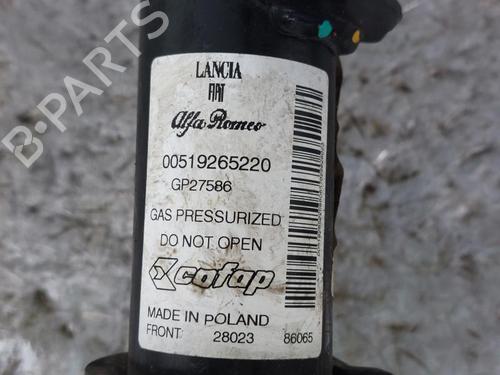 LANCIA
FIAT
Alfa Romeo
00519265220
GP27586
GAS PRESSURIZED
DO NOT OPEN
cofap
MADE IN POLAND
FRONT 28023 86065
B-PARTS